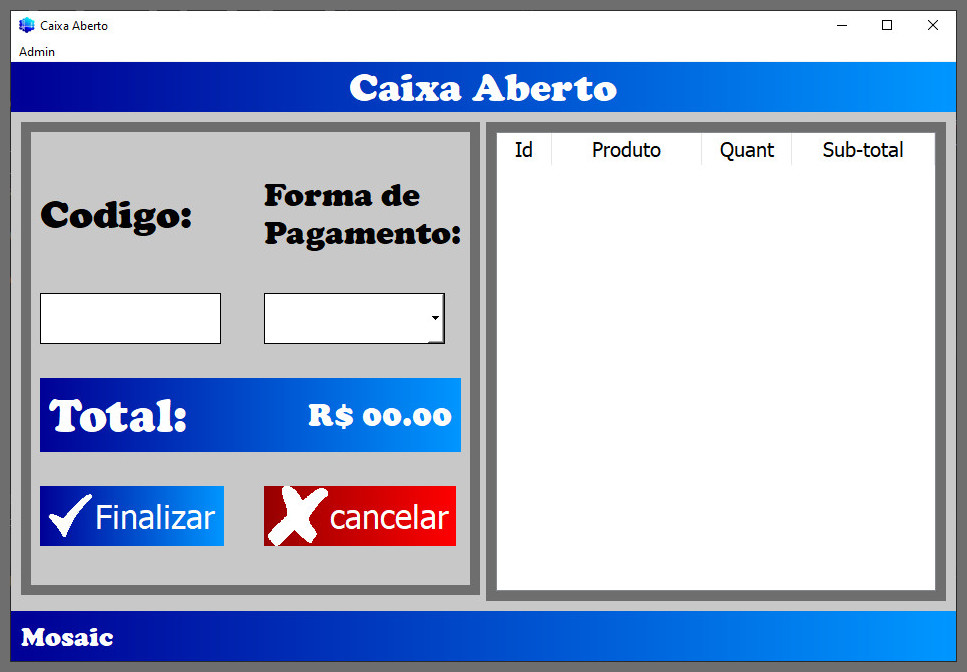 Caixa Aberto
Admin
Caixa Aberto
Codigo:
Forma de
Pagamento:
Total: R$ 00.00
Finalizar
cancelar
Id Produto Quant Sub-total
Mosaic